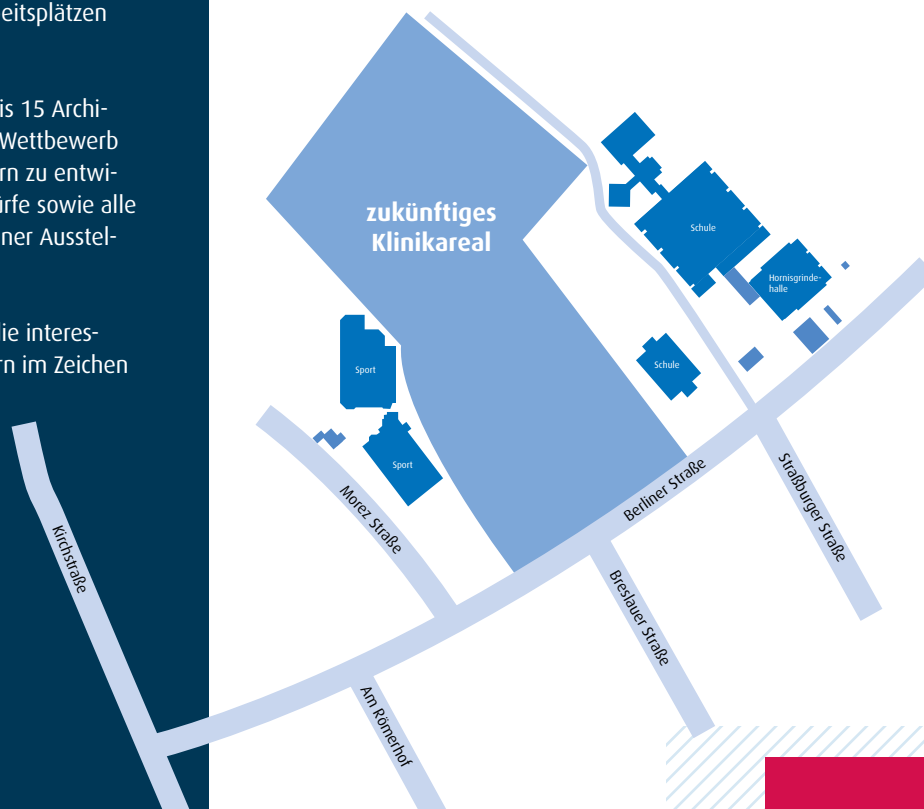 eitsplätzen
is 15 Archi-
Wettbewerb
rn zu entwi-
ürfe sowie alle
ner Ausstel-
lie interes-
rn im Zeichen
zukünftiges
Klinikareal
Schule
Hornisgrinde-
halle
Schule
Sport
Sport
Morez Straße
Kirchstraße
Berliner Straße
Straßburger Straße
Breslauer Straße
Am Römerhof